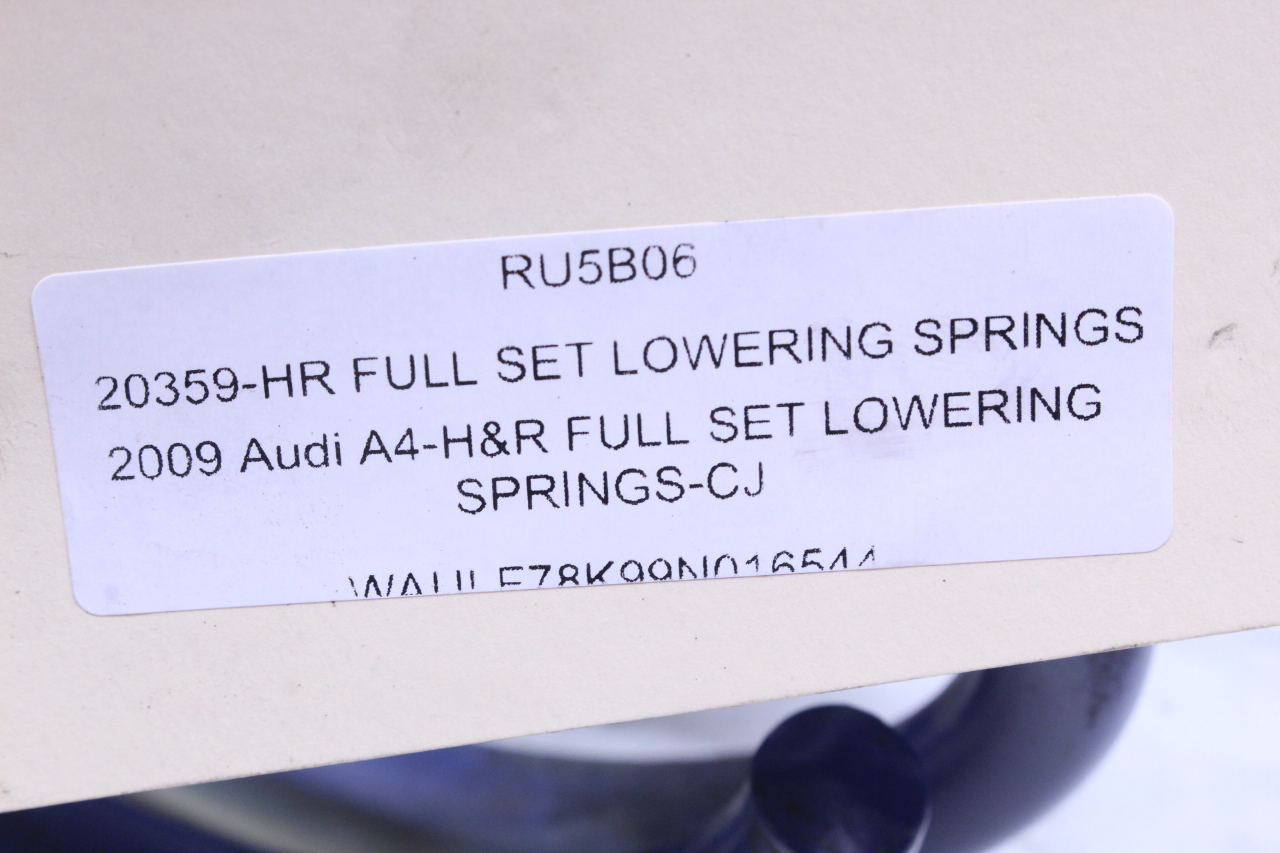 RU5B06
20359-HR FULL SET LOWERING SPRINGS
2009 Audi A4-H&R FULL SET LOWERING
SPRINGS-CJ